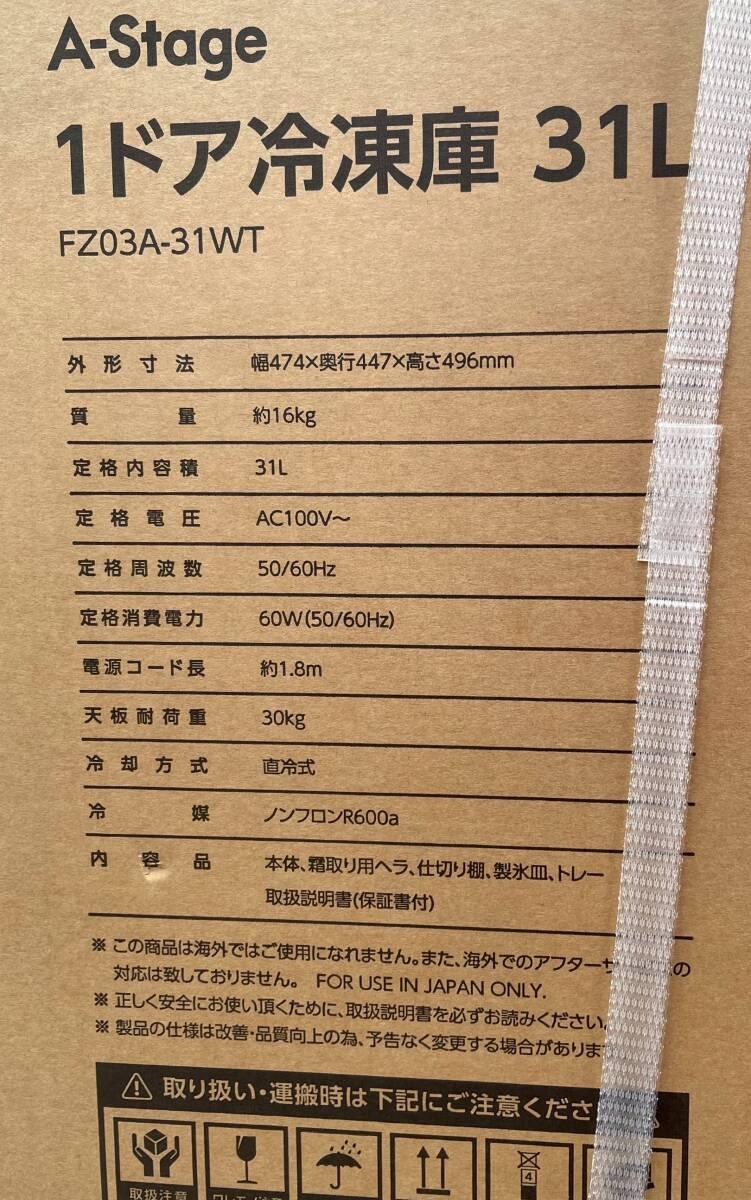 A-Stage
1ドア冷凍庫 31L
FZ03A-31WT
外形寸法 幅474×奥行447×高さ496mm
質量 約16kg
定格内容積 31L
定格電圧 AC100V〜
定格周波数 50/60Hz
定格消費電力 60W(50/60Hz)
電源コード長 約1.8m
天板耐荷重 30kg
冷却方式 直冷式
冷媒 ノンフロンR600a
内容品 本体、霜取り用ヘラ、仕切り棚、製氷皿、トレー
取扱説明書(保証書付)
※ この商品は海外ではご使用になれません。また、海外でのアフターサ の
対応は致しておりません。 FOR USE IN JAPAN ONLY.
※ 正しく安全にお使い頂くために、取扱説明書を必ずお読みください。
※ 製品の仕様は改善・品質向上の為、予告なく変更する場合がありま
取り扱い・運搬時は下記にご注意くださ
4
取扱注意